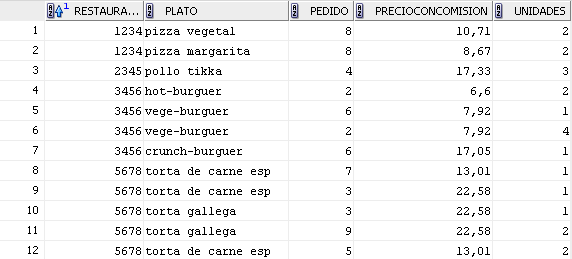 RESTAURA... PLATO PEDIDO PRECIOCONCOMISION UNIDADES
1 1234 pizza vegetal 8 10,71 2
2 1234 pizza margarita 8 8,67 2
3 2345 pollo tikka 4 17,33 3
4 3456 hot-burguer 2 6,6 2
5 3456 vege-burguer 6 7,92 1
6 3456 vege-burguer 2 7,92 4
7 3456 crunch-burguer 6 17,05 1
8 5678 torta de carne esp 7 13,01 1
9 5678 torta de carne esp 3 22,58 1
10 5678 torta gallega 3 22,58 1
11 5678 torta gallega 9 22,58 2
12 5678 torta de carne esp 5 13,01 2